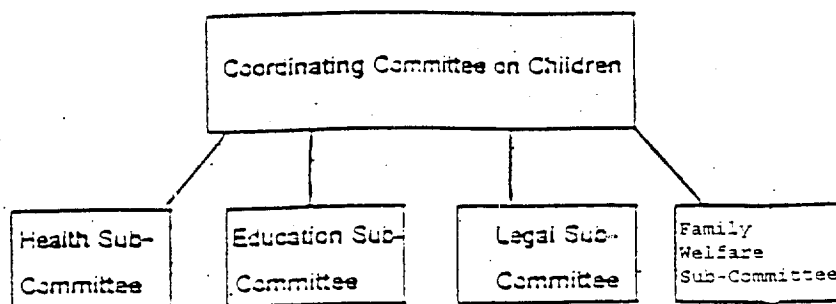 Coordinating Committee on Children
Health Sub-
Committee
Education Sub-
Committee
Legal Sub-
Committee
Family
Welfare
Sub-Committee